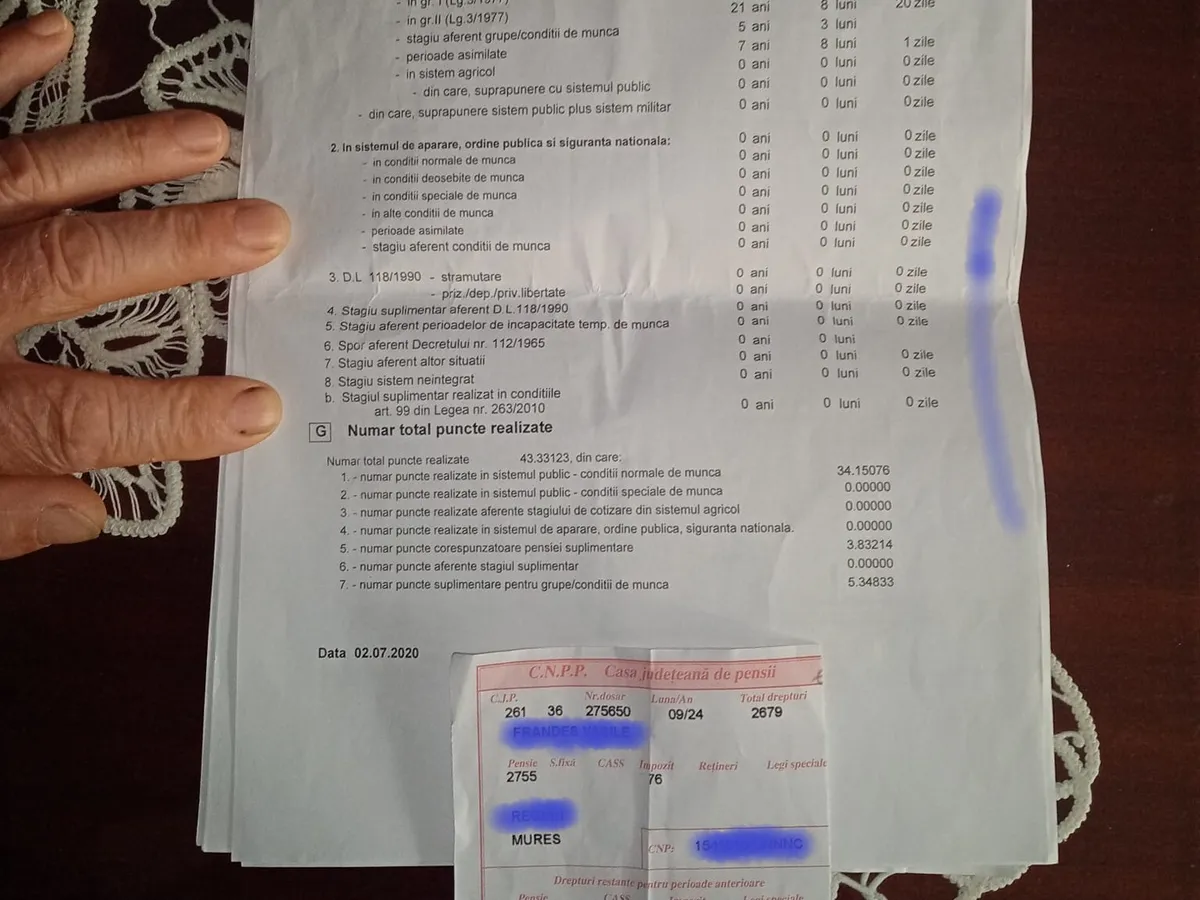 - in gr.II (Lg.3/1977) 21 ani 8 luni 20 zile
- stagiu aferent grupe/conditii de munca 5 ani 3 luni
- perioade asimilate 7 ani 8 luni 1 zile
- in sistem agricol 0 ani 0 luni 0 zile
- din care, suprapunere cu sistemul public 0 ani 0 luni 0 zile
- din care, suprapunere sistem public plus sistem militar 0 ani 0 luni 0 zile
2. In sistemul de aparare, ordine publica si siguranta nationala: 0 ani 0 luni 0 zile
- in conditii normale de munca 0 ani 0 luni 0 zile
- in conditii deosebite de munca 0 ani 0 luni 0 zile
- in conditii speciale de munca 0 ani 0 luni 0 zile
- in alte conditii de munca 0 ani 0 luni 0 zile
- perioade asimilate 0 ani 0 luni 0 zile
- stagiu aferent conditii de munca 0 ani 0 luni 0 zile
3. D.L 118/1990 - stramutare 0 ani 0 luni 0 zile
- priz./dep./priv.libertate 0 ani 0 luni 0 zile
4. Stagiu suplimentar aferent D.L.118/1990 0 ani 0 luni 0 zile
5. Stagiu aferent perioadelor de incapacitate temp. de munca 0 ani 0 luni 0 zile
6. Spor aferent Decretului nr. 112/1965 0 ani 0 luni
7. Stagiu aferent altor situatii 0 ani 0 luni 0 zile
8. Stagiu sistem neintegrat 0 ani 0 luni 0 zile
b. Stagiul suplimentar realizat in conditiile
art. 99 din Legea nr. 263/2010 0 ani 0 luni 0 zile
G Numar total puncte realizate
Numar total puncte realizate 43.33123, din care:
1. - numar puncte realizate in sistemul public - conditii normale de munca 34.15076
2. - numar puncte realizate in sistemul public - conditii speciale de munca 0.00000
3 - numar puncte realizate aferente stagiului de cotizare din sistemul agricol 0.00000
4. - numar puncte realizate in sistemul de aparare, ordine publica, siguranta nationala. 0.00000
5. - numar puncte corespunzatoare pensiei suplimentare 3.83214
6. - numar puncte aferente stagiul suplimentar 0.00000
7. - numar puncte suplimentare pentru grupe/conditii de munca 5.34833
Data 02.07.2020
C.N.P.P. Casa județeană de pensii
C.J.P. Nr.dosar Luna/An Total drepturi
261 36 275650 09/24 2679
Pensie S.fixă CASS Impozit Rețineri Legi speciale
2755 76
MURES
CNP:
Drepturi restante pentru perioade anterioare
Pensie CASS Impozit Legi speciale